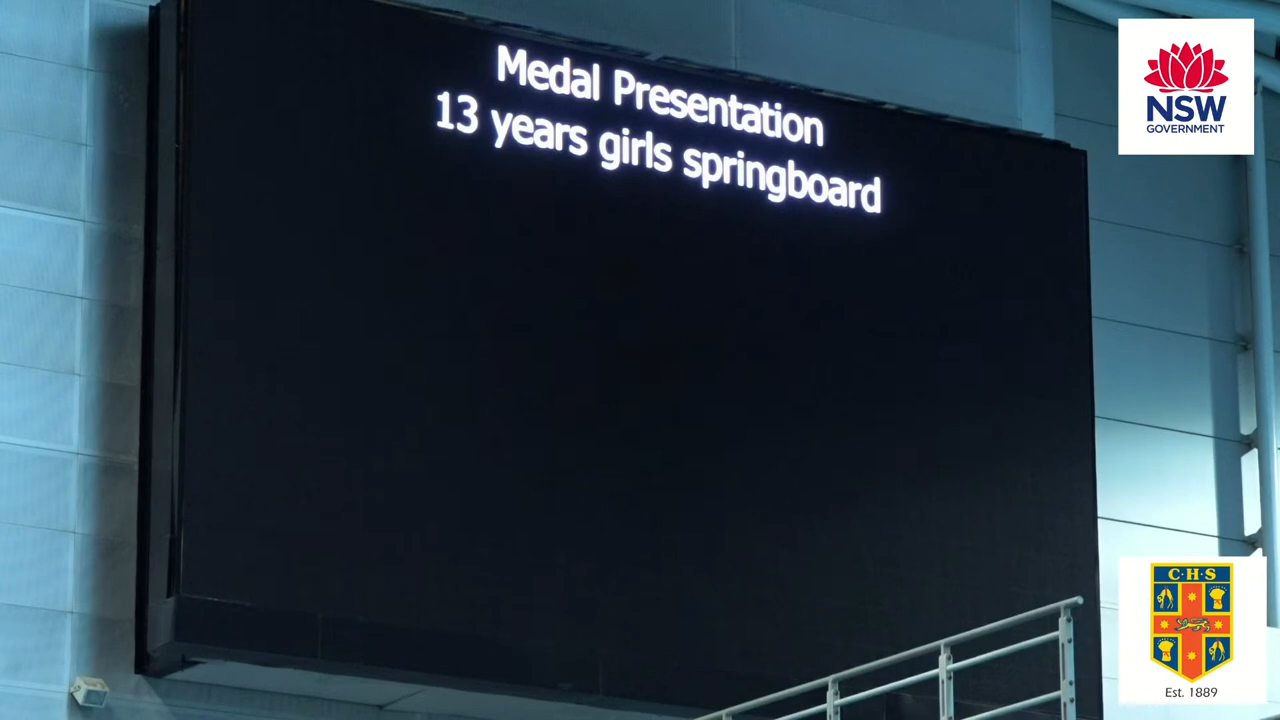 Medal Presentation
13 years girls springboard
NSW
GOVERNMENT
C·H·S
Est. 1889